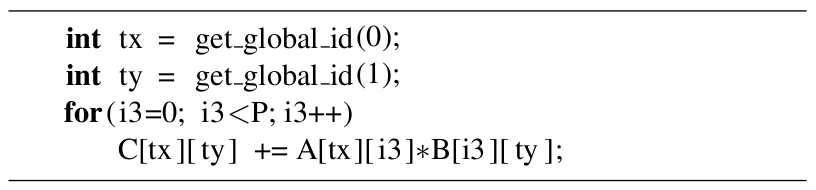 int tx = get_global_id(0);
int ty = get_global_id(1);
for(i3=0; i3<P; i3++)
C[tx][ty] += A[tx][i3]*B[i3][ty];